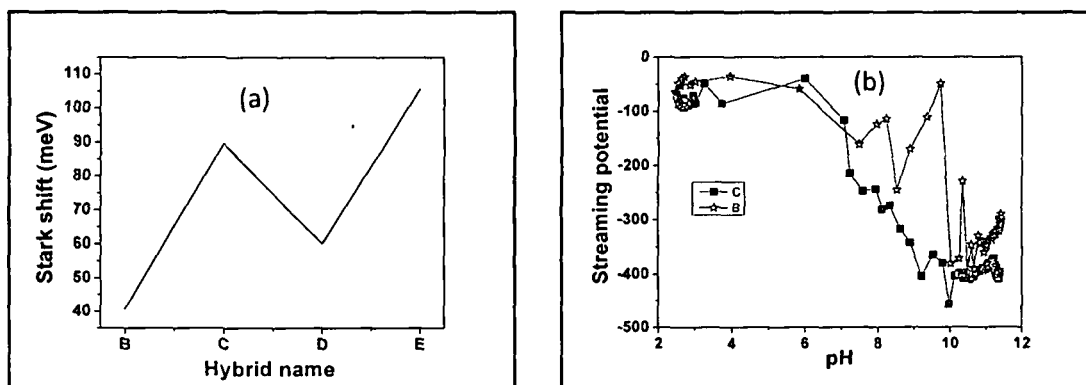 (a)
Stark shift (meV)
110
100
90
80
70
60
50
40
B C D E
Hybrid name
(b)
Streaming potential
-0
-100
-200
-300
-400
-500
C
B
2 4 6 8 10 12
pH